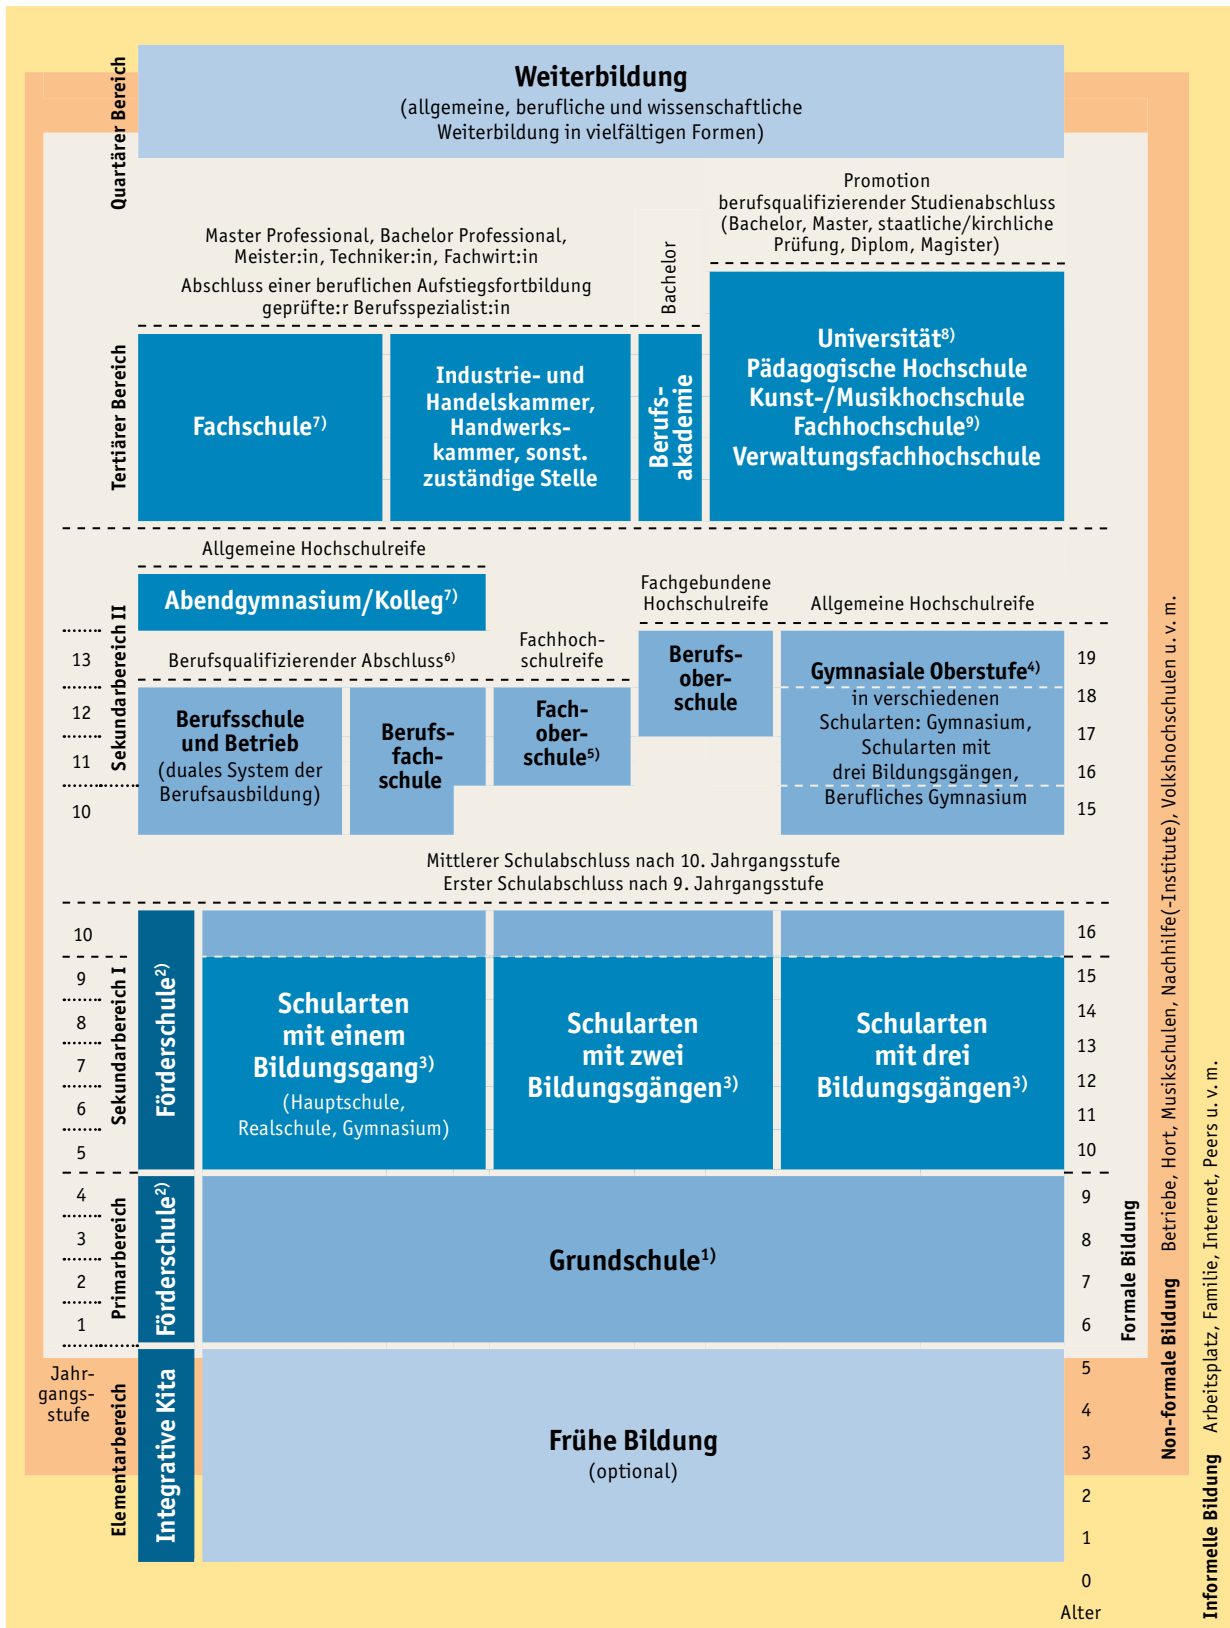 Quartärer Bereich
Weiterbildung
(allgemeine, berufliche und wissenschaftliche
Weiterbildung in vielfältigen Formen)
Promotion
berufsqualifizierender Studienabschluss
(Bachelor, Master, staatliche/kirchliche
Prüfung, Diplom, Magister)
Master Professional, Bachelor Professional,
Meister:in, Techniker:in, Fachwirt:in
Abschluss einer beruflichen Aufstiegsfortbildung
geprüfte:r Berufsspezialist:in
Bachelor
Tertiärer Bereich
Fachschule7)
Industrie- und
Handelskammer,
Handwerks-
kammer, sonst.
zuständige Stelle
Berufs-
akademie
Universität8)
Pädagogische Hochschule
Kunst-/Musikhochschule
Fachhochschule9)
Verwaltungsfachhochschule
Sekundarbereich II
13
12
11
10
Allgemeine Hochschulreife
Abendgymnasium/Kolleg7)
Berufsqualifizierender Abschluss6)
Berufsschule
und Betrieb
(duales System der
Berufsausbildung)
Berufs-
fach-
schule
Fachhoch-
schulreife
Fach-
ober-
schule5)
Fachgebundene
Hochschulreife
Berufs-
ober-
schule
Allgemeine Hochschulreife
Gymnasiale Oberstufe4)
in verschiedenen
Schularten: Gymnasium,
Schularten mit
drei Bildungsgängen,
Berufliches Gymnasium
19
18
17
16
15
Mittlerer Schulabschluss nach 10. Jahrgangsstufe
Erster Schulabschluss nach 9. Jahrgangsstufe
Sekundarbereich I
10
9
8
7
6
5
Förderschule2)
Schularten
mit einem
Bildungsgang3)
(Hauptschule,
Realschule, Gymnasium)
Schularten
mit zwei
Bildungsgängen3)
Schularten
mit drei
Bildungsgängen3)
16
15
14
13
12
11
10
Primarbereich
4
3
2
1
Förderschule2)
Grundschule1)
9
8
7
6
Jahr-
gangs-
stufe
Elementarbereich
Integrative Kita
Frühe Bildung
(optional)
5
4
3
2
1
0
Alter
Formale Bildung
Non-formale Bildung Betriebe, Hort, Musikschulen, Nachhilfe(-Institute), Volkshochschulen u. v. m.
Informelle Bildung Arbeitsplatz, Familie, Internet, Peers u. v. m.